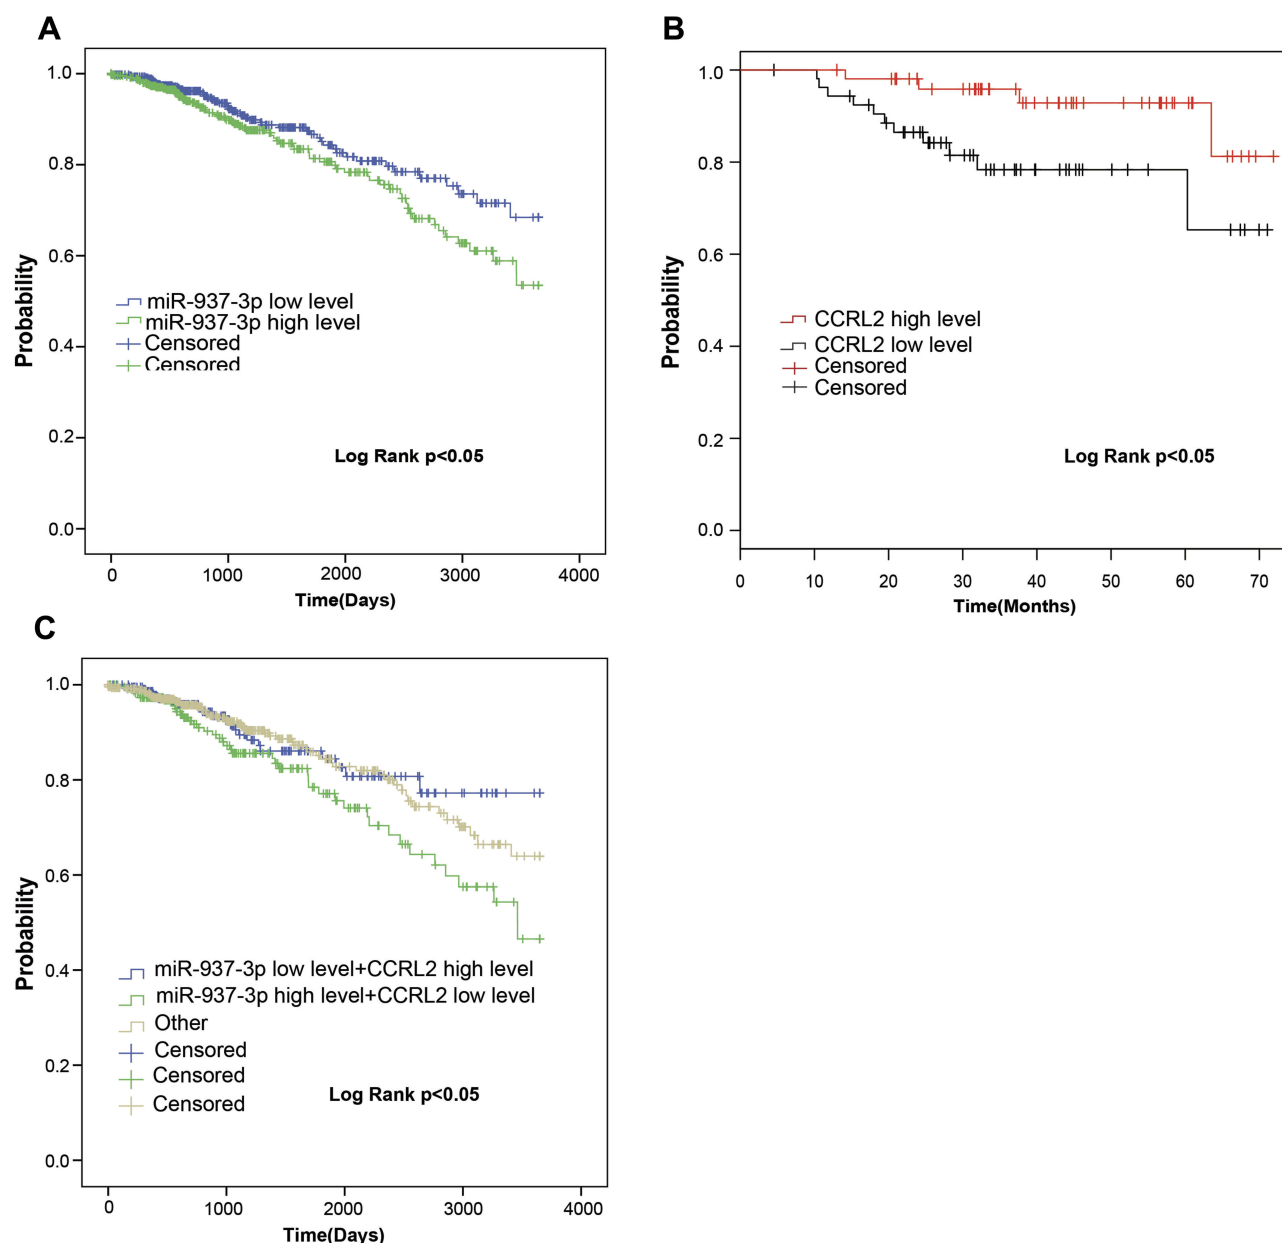 A
1.0
0.8
0.6
0.4
0.2
0.0
Probability
miR-937-3p low level
miR-937-3p high level
Censored
Censored
Log Rank p<0.05
0 1000 2000 3000 4000
Time(Days)
B
1.0
0.8
0.6
0.4
0.2
0.0
Probability
CCRL2 high level
CCRL2 low level
Censored
Censored
Log Rank p<0.05
0 10 20 30 40 50 60 70
Time(Months)
C
1.0
0.8
0.6
0.4
0.2
0.0
Probability
miR-937-3p low level+CCRL2 high level
miR-937-3p high level+CCRL2 low level
Other
Censored
Censored
Censored
Log Rank p<0.05
0 1000 2000 3000 4000
Time(Days)